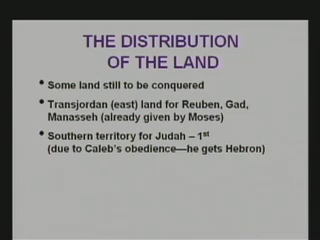 THE DISTRIBUTION
OF THE LAND
• Some land still to be conquered
• Transjordan (east) land for Reuben, Gad,
Manasseh (already given by Moses)
• Southern territory for Judah – 1st
(due to Caleb's obedience—he gets Hebron)